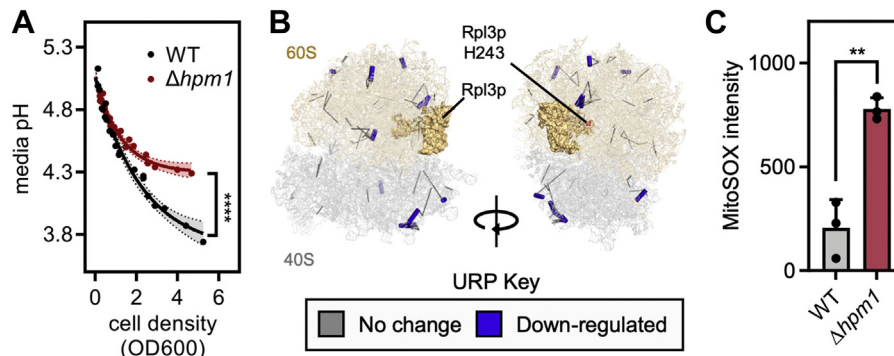 A
5.3
4.8
4.3
3.8
media pH
WT
Δhpm1
****
0 2 4 6
cell density
(OD600)
B
60S
Rpl3p
H243
Rpl3p
40S
URP Key
No change
Down-regulated
C
1000
500
0
MitoSOX intensity
**
WT
Δhpm1